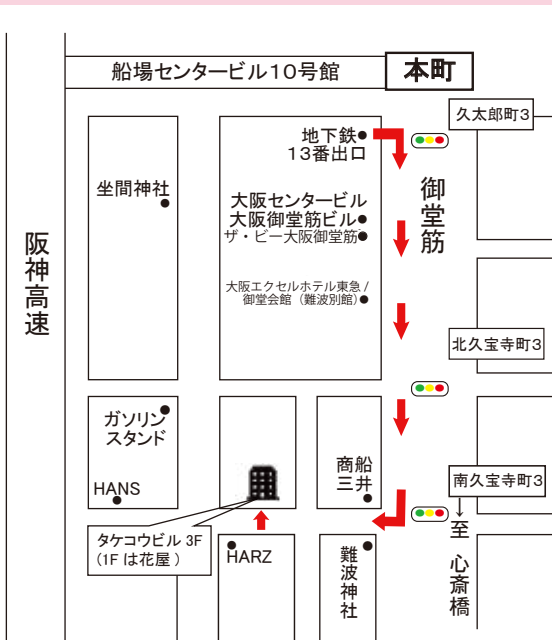 船場センタービル10号館
本町
久太郎町3
地下鉄
13番出口
坐間神社
大阪センタービル
大阪御堂筋ビル
ザ・ビー大阪御堂筋
御堂筋
阪神高速
大阪エクセルホテル東急/
御堂会館（難波別館）
北久宝寺町3
ガソリン
スタンド
商船
三井
南久宝寺町3
HANS
至 心斎橋
タケコウビル 3F
(1F は花屋 )
HARZ
難波神社